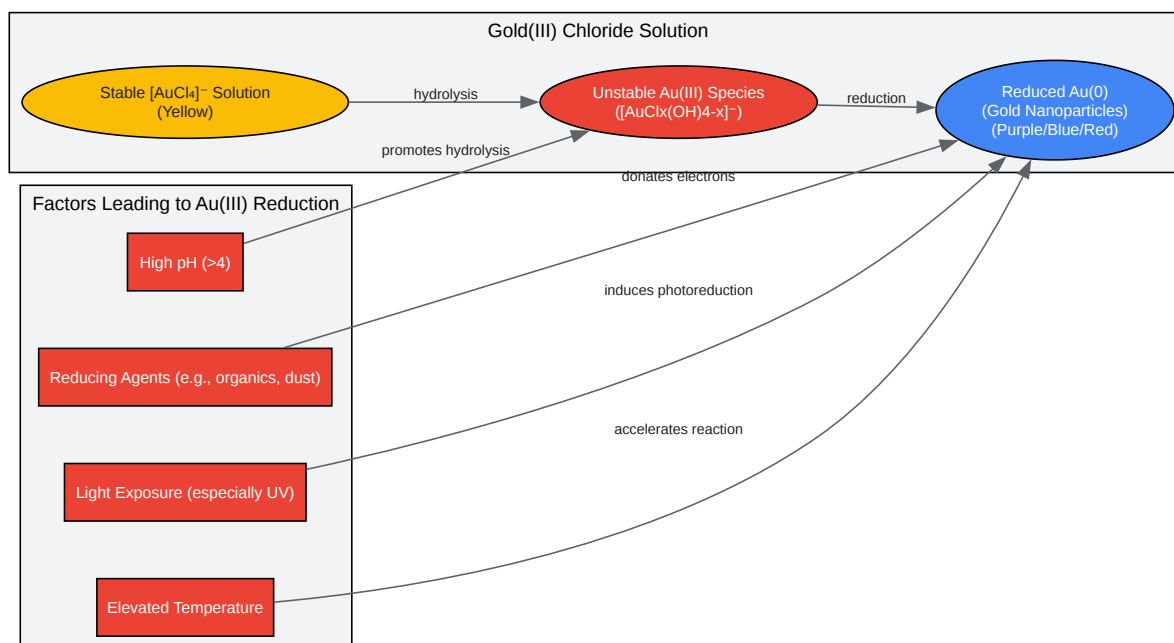 Gold(III) Chloride Solution
Stable [AuCl₄]⁻ Solution
(Yellow)
hydrolysis
Unstable Au(III) Species
([AuClx(OH)4-x]⁻)
reduction
Reduced Au(0)
(Gold Nanoparticles)
(Purple/Blue/Red)
promotes hydrolysis
donates electrons
Factors Leading to Au(III) Reduction
High pH (>4)
induces photoreduction
Reducing Agents (e.g., organics, dust)
accelerates reaction
Light Exposure (especially UV)
Elevated Temperature